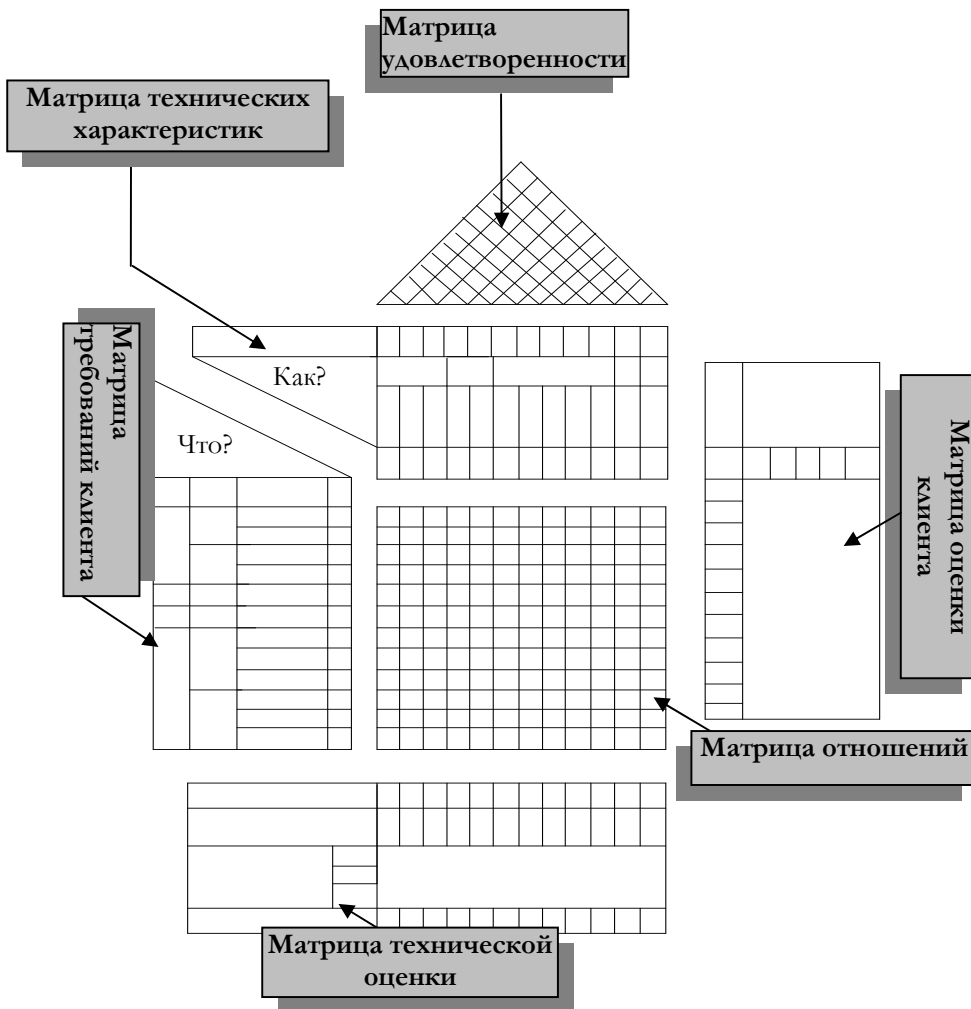 Матрица
удовлетворенности
Матрица технических
характеристик
Как?
Что?
Матрица
требований клиента
Матрица оценки
клиента
Матрица отношений
Матрица технической
оценки